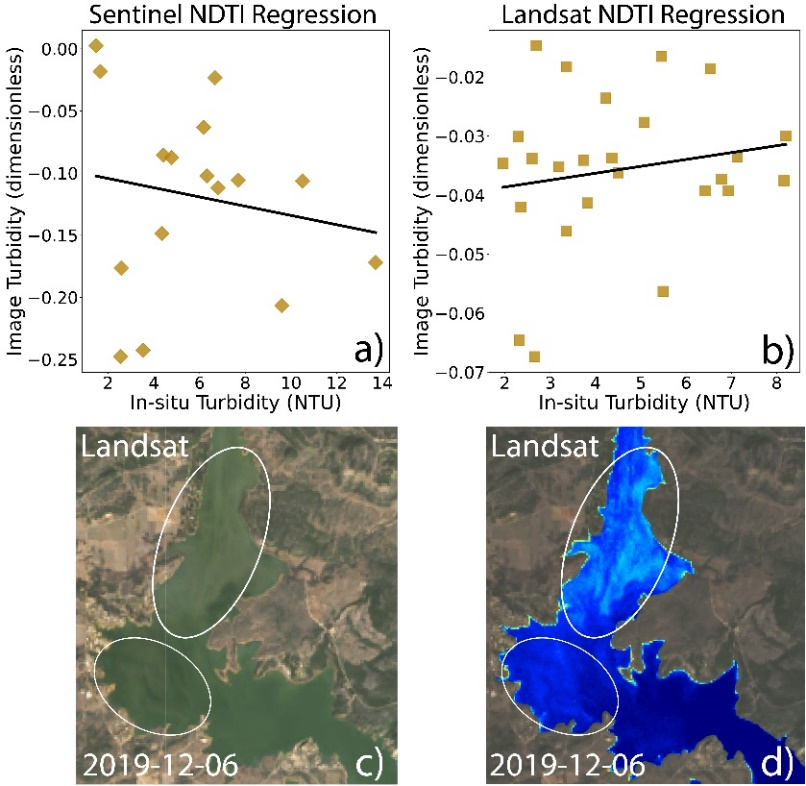 Sentinel NDTI Regression
Landsat NDTI Regression
Image Turbidity (dimensionless)
0.00
−0.05
−0.10
−0.15
−0.20
−0.25
2 4 6 8 10 12 14
In-situ Turbidity (NTU)
a)
Image Turbidity (dimensionless)
−0.02
−0.03
−0.04
−0.05
−0.06
−0.07
2 3 4 5 6 7 8
In-situ Turbidity (NTU)
b)
Landsat
2019-12-06
c)
Landsat
2019-12-06
d)